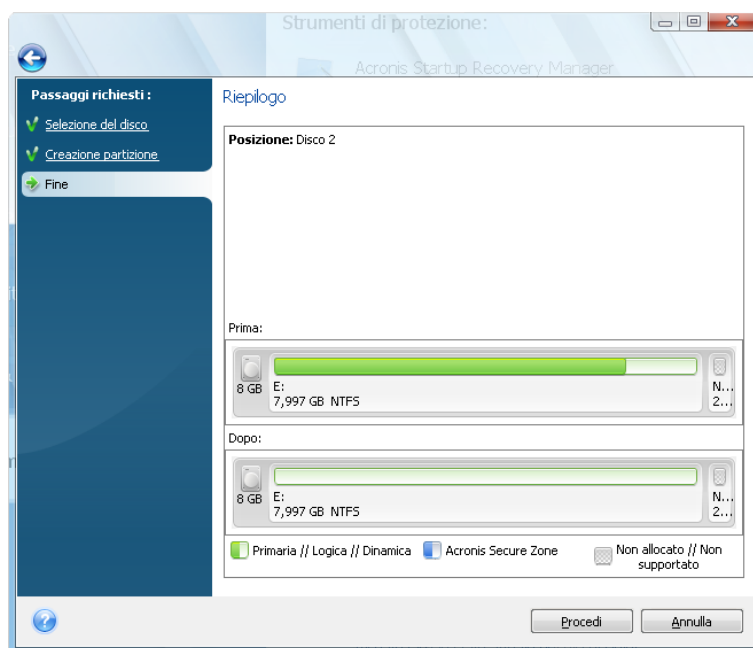 Strumenti di protezione:
Acronis Startup Recovery Manager
Passaggi richiesti :
Selezione del disco
Creazione partizione
Fine
Riepilogo
Posizione: Disco 2
Prima:
8 GB
E:
7,997 GB NTFS
N...
2...
Dopo:
8 GB
E:
7,997 GB NTFS
N...
2...
Primaria // Logica // Dinamica
Acronis Secure Zone
Non allocato // Non
supportato
Procedi
Annulla